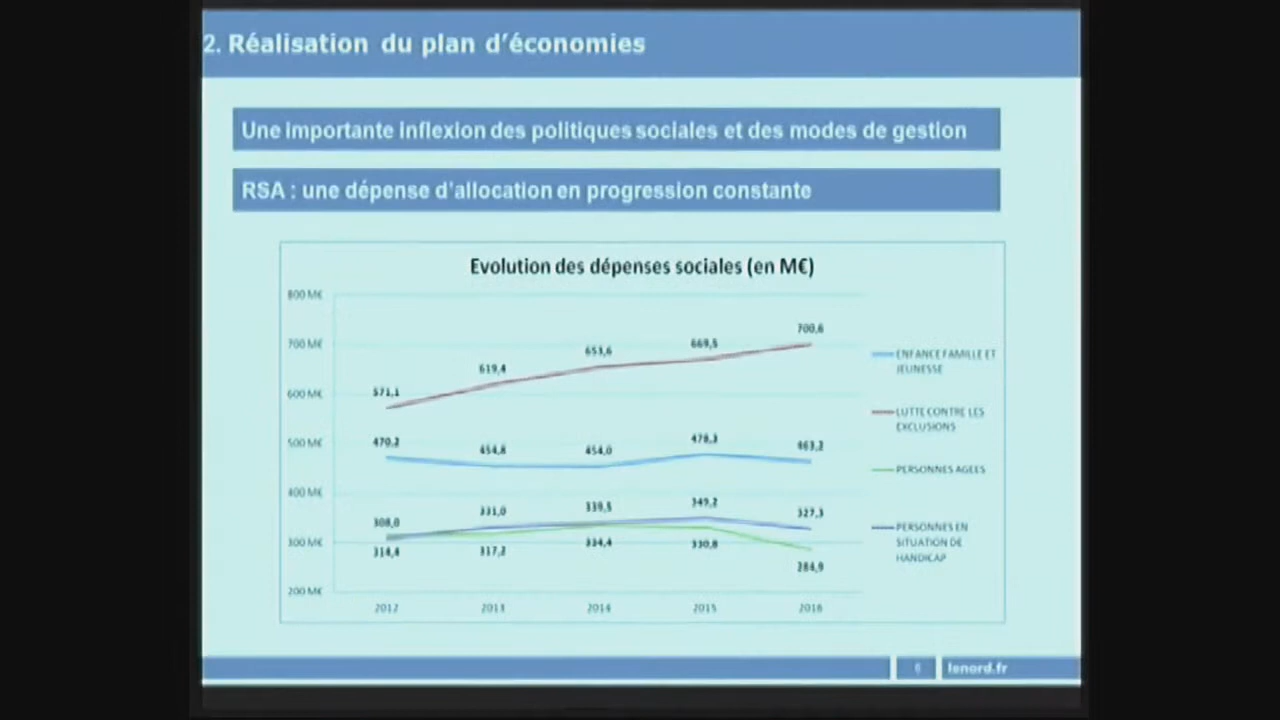 2. Réalisation du plan d'économies
Une importante inflexion des politiques sociales et des modes de gestion
RSA : une dépense d'allocation en progression constante
Evolution des dépenses sociales (en M€)
800 M€
700 M€
600 M€
500 M€
400 M€
300 M€
200 M€
571,1
619,4
653,6
669,5
700,6
470,2
454,8
454,0
478,3
463,2
308,0
331,0
339,5
349,2
327,3
314,4
317,2
334,4
330,8
284,9
2012
2013
2014
2015
2016
ENFANCE FAMILLE ET
JEUNESSE
LUTTE CONTRE LES
EXCLUSIONS
PERSONNES AGEES
PERSONNES EN
SITUATION DE
HANDICAP
6
lenord.fr